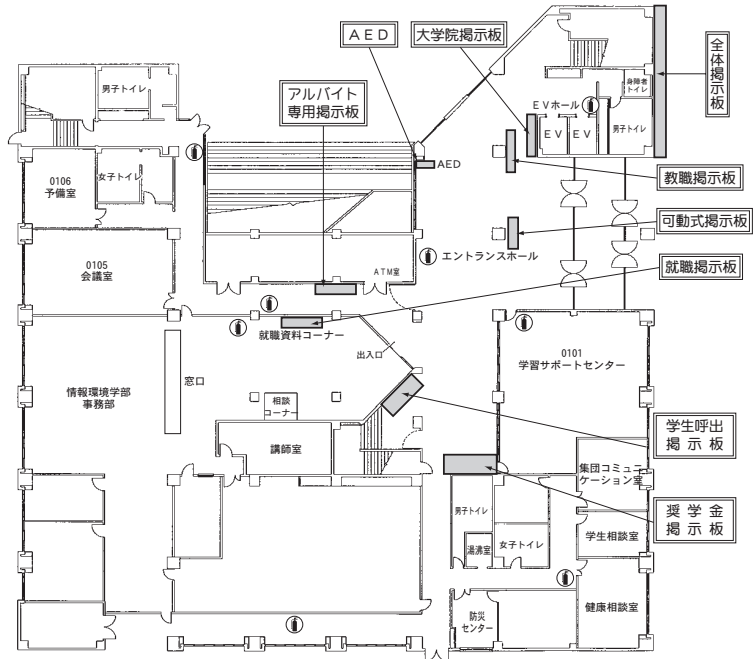 ＡＥＤ
大学院掲示板
全体掲示板
アルバイト
専用掲示板
男子トイレ
身障者
トイレ
EVホール
EV
EV
男子トイレ
AED
0106
予備室
女子トイレ
教職掲示板
可動式掲示板
エントランスホール
0105
会議室
ATM室
就職掲示板
就職資料コーナー
出入口
0101
学習サポートセンター
情報環境学部
事務部
窓口
相談
コーナー
講師室
学生呼出
掲示板
集団コミュニ
ケーション室
男子トイレ
奨学金
掲示板
湯沸室
女子トイレ
学生相談室
防災
センター
健康相談室